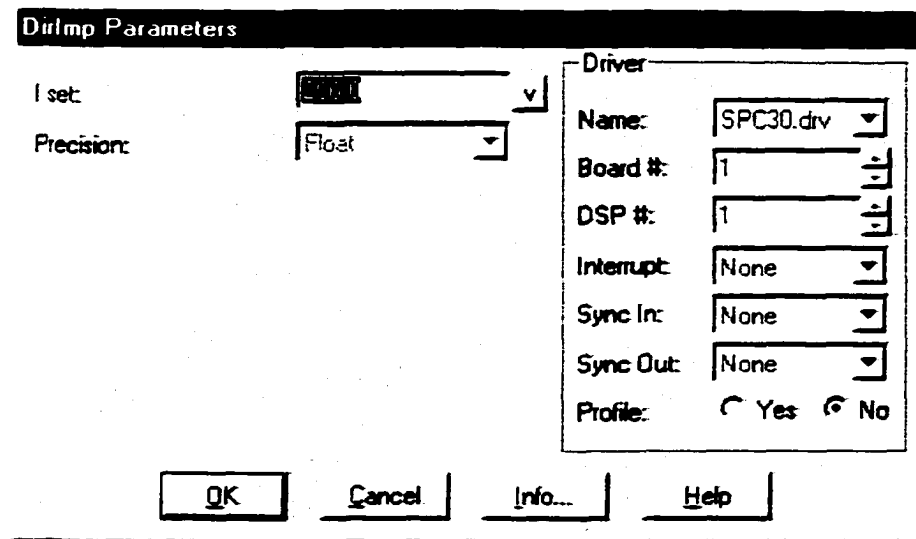 DirImp Parameters
I set:
v
Precision:
Float
Driver
Name:
SPC30.drv
Board #:
1
DSP #:
1
Interrupt:
None
Sync In:
None
Sync Out:
None
Profile:
Yes
No
OK
Cancel
Info...
Help